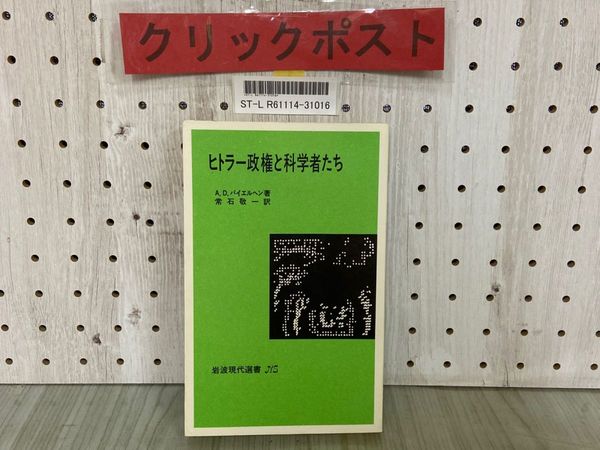 クリックポスト
ST-L R61114-31016
ヒトラー政権と科学者たち
A.D.バイエルヘン著
常石敬一訳
岩波現代選書